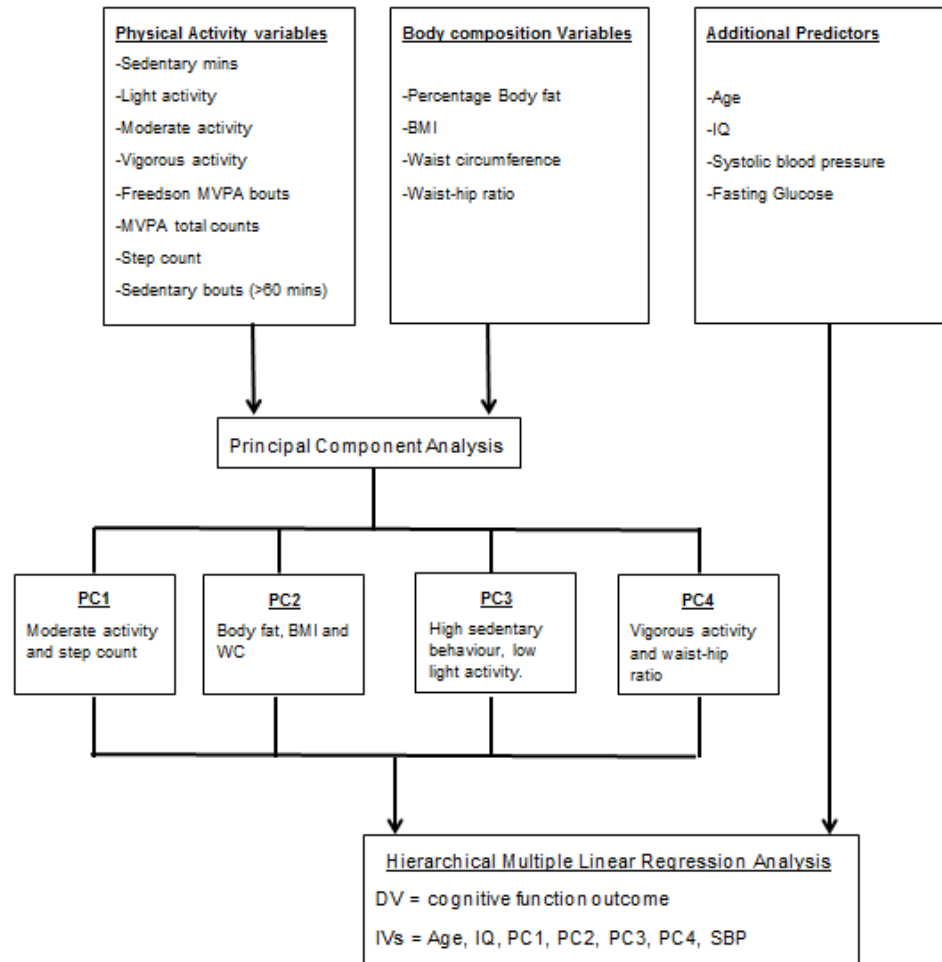 Physical Activity variables
-Sedentary mins
-Light activity
-Moderate activity
-Vigorous activity
-Freedson MVPA bouts
-MVPA total counts
-Step count
-Sedentary bouts (>60 mins)
Body composition Variables
-Percentage Body fat
-BMI
-Waist circumference
-Waist-hip ratio
Additional Predictors
-Age
-IQ
-Systolic blood pressure
-Fasting Glucose
Principal Component Analysis
PC1
Moderate activity
and step count
PC2
Body fat, BMI and
WC
PC3
High sedentary
behaviour, low
light activity.
PC4
Vigorous activity
and waist-hip
ratio
Hierarchical Multiple Linear Regression Analysis
DV = cognitive function outcome
IVs = Age, IQ, PC1, PC2, PC3, PC4, SBP